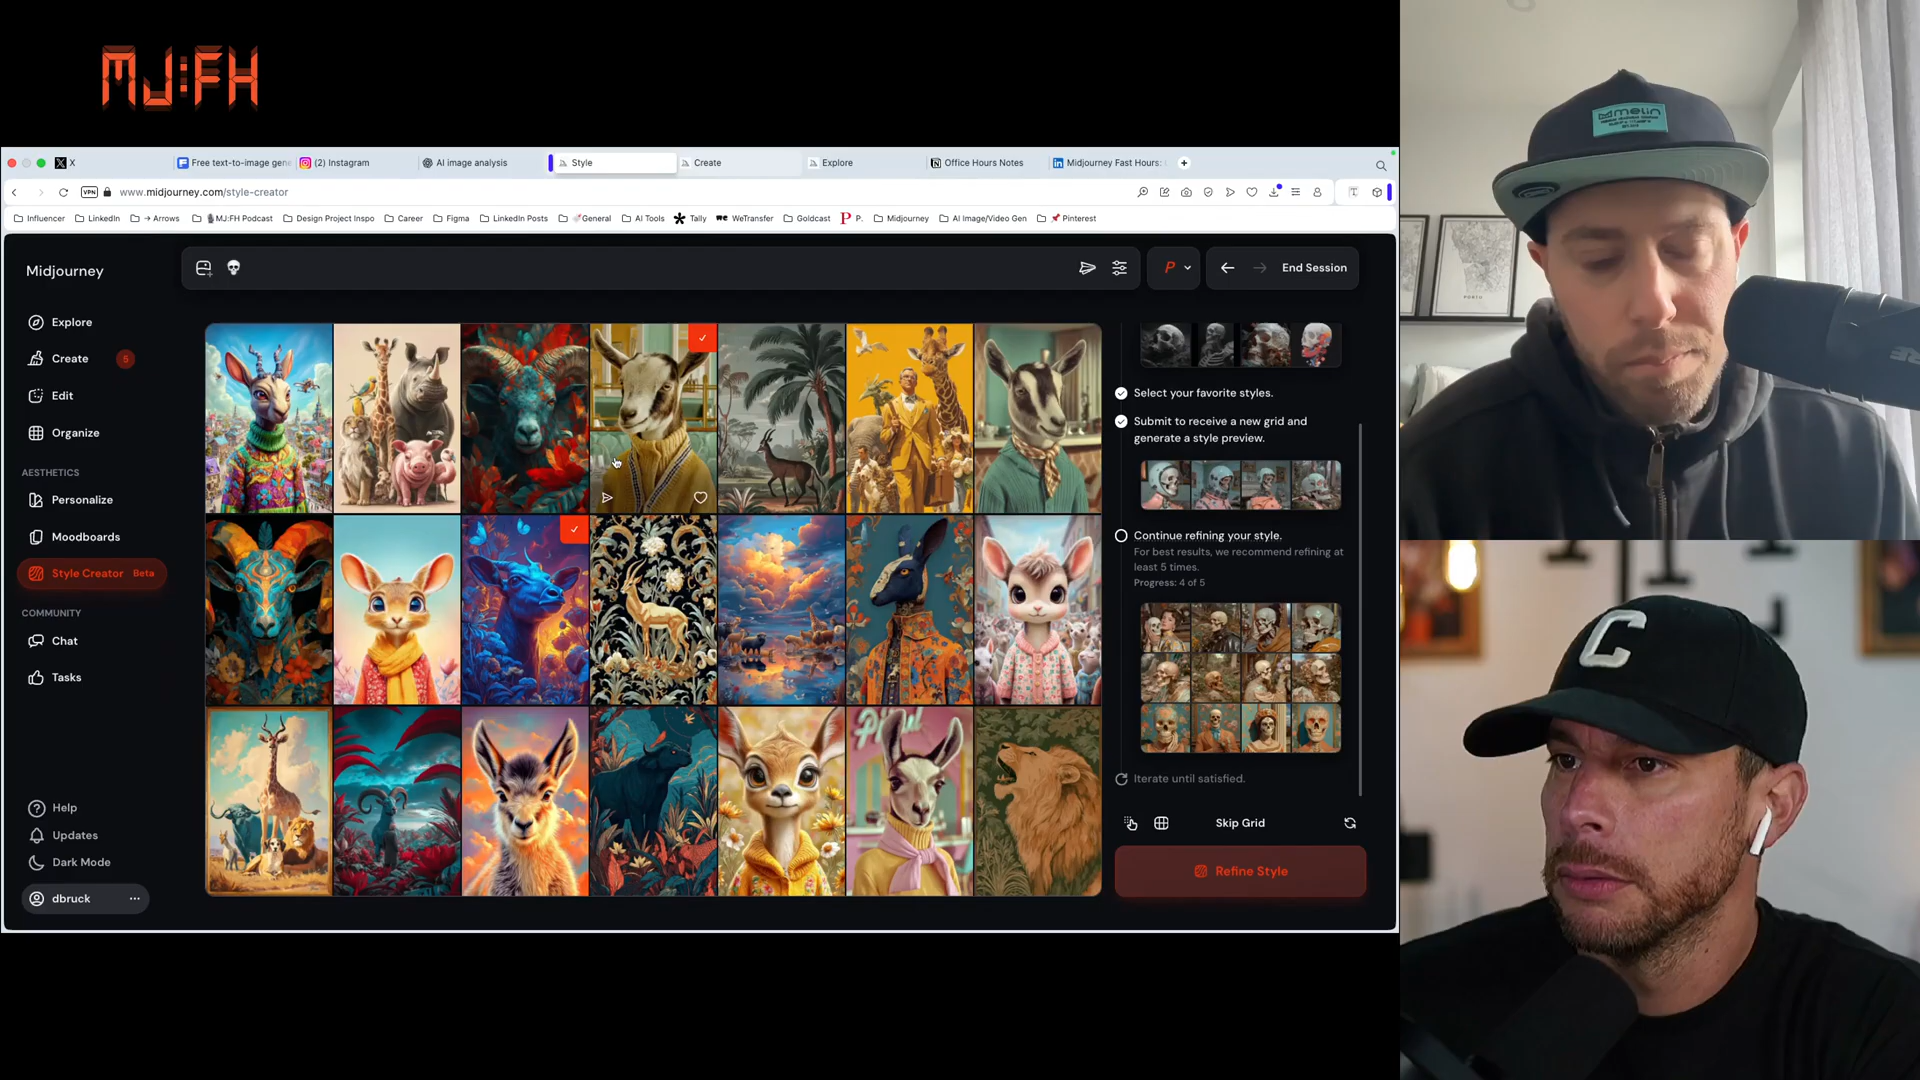 MJ:FH
X
Free text-to-image gene
(2) Instagram
AI image analysis
Style
Create
Explore
Office Hours Notes
Midjourney Fast Hours:
VPN
www.midjourney.com/style-creator
Influencer
LinkedIn
→ Arrows
MJ:FH Podcast
Design Project Inspo
Career
Figma
LinkedIn Posts
General
AI Tools
Tally
WeTransfer
Goldcast
P.
Midjourney
AI Image/Video Gen
Pinterest
Midjourney
P
End Session
Explore
Create
5
Edit
Organize
AESTHETICS
Personalize
Moodboards
Style Creator Beta
COMMUNITY
Chat
Tasks
Help
Updates
Dark Mode
dbruck
Select your favorite styles.
Submit to receive a new grid and
generate a style preview.
Continue refining your style.
For best results, we recommend refining at
least 5 times.
Progress: 4 of 5
Iterate until satisfied.
Skip Grid
Refine Style
melin
PORTO
C